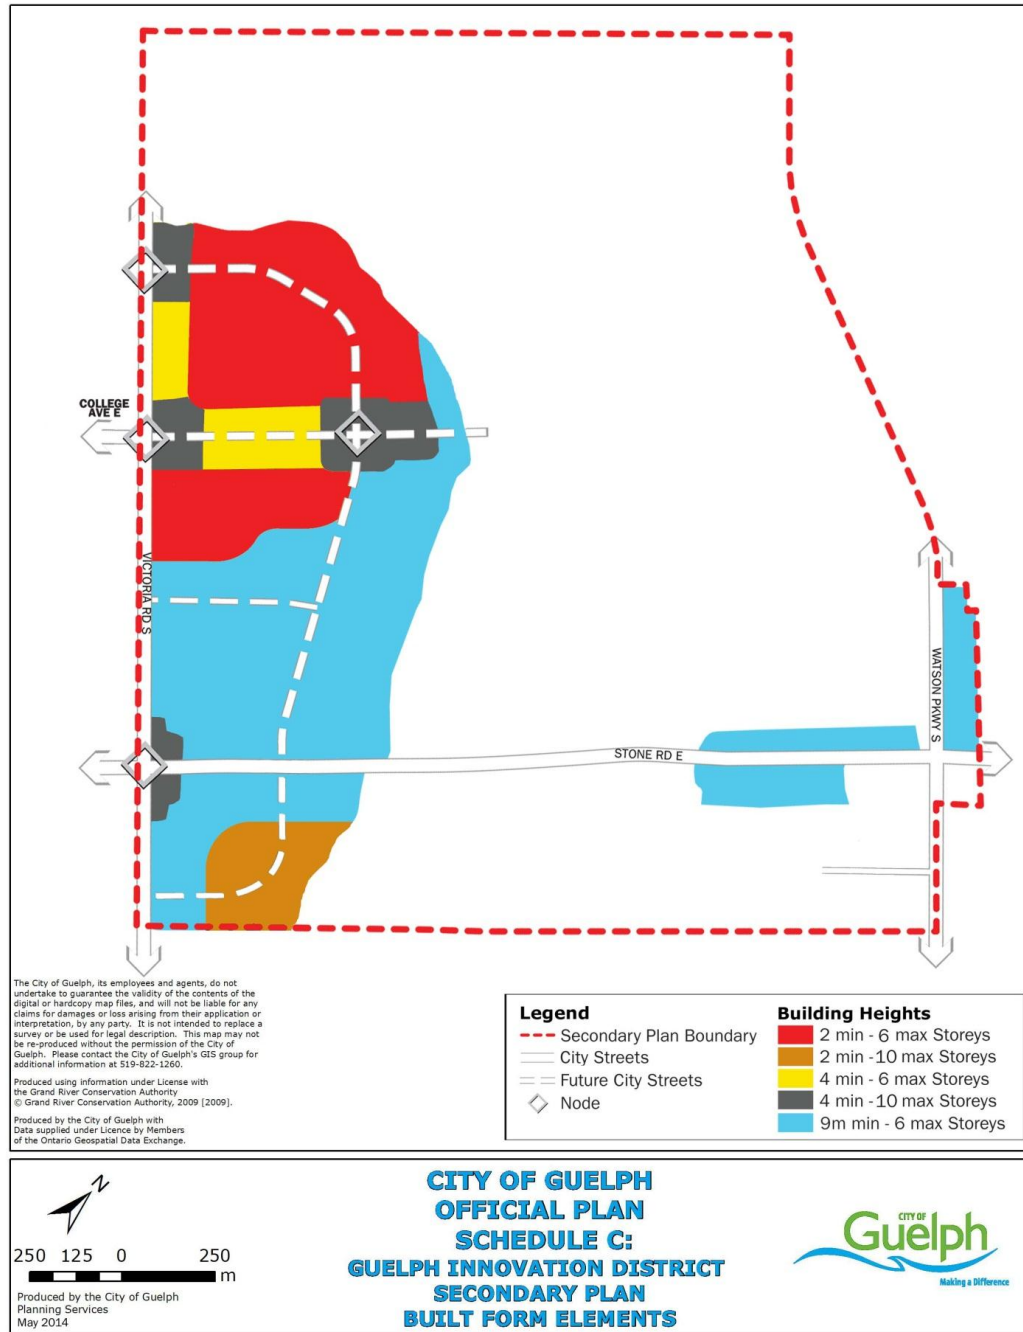 COLLEGE
AVE E
VICTORIA RD S
WATSON PKWY S
STONE RD E
The City of Guelph, its employees and agents, do not
undertake to guarantee the validity of the contents of the
digital or hardcopy map files, and will not be liable for any
claims for damages or loss arising from their application or
interpretation, by any party. It is not intended to replace a
survey or be used for legal description. This map may not
be re-produced without the permission of the City of
Guelph. Please contact the City of Guelph's GIS group for
additional information at 519-822-1260.
Produced using information under License with
the Grand River Conservation Authority
© Grand River Conservation Authority, 2009 [2009].
Produced by the City of Guelph with
Data supplied under Licence by Members
of the Ontario Geospatial Data Exchange.
Legend
Secondary Plan Boundary
City Streets
Future City Streets
Node
Building Heights
2 min - 6 max Storeys
2 min -10 max Storeys
4 min - 6 max Storeys
4 min -10 max Storeys
9m min - 6 max Storeys
N
250 125 0 250
m
Produced by the City of Guelph
Planning Services
May 2014
CITY OF GUELPH
OFFICIAL PLAN
SCHEDULE C:
GUELPH INNOVATION DISTRICT
SECONDARY PLAN
BUILT FORM ELEMENTS
CITY OF
Guelph
Making a Difference